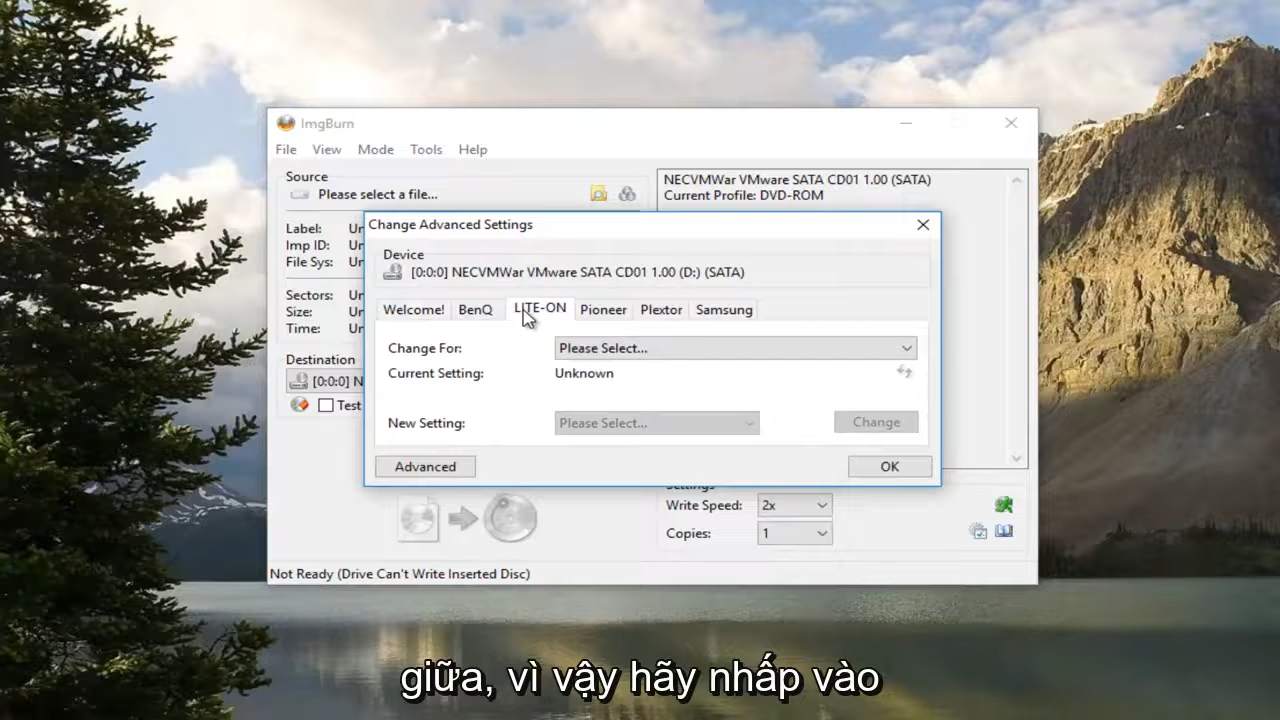 ImgBurn
File View Mode Tools Help
Source
Please select a file...
NECVMWar VMware SATA CD01 1.00 (SATA)
Current Profile: DVD-ROM
Label:
Imp ID:
File Sys:
Sectors:
Size:
Time:
Destination
[0:0:0] N
Test
Change Advanced Settings
Device
[0:0:0] NECVMWar VMware SATA CD01 1.00 (D:) (SATA)
Welcome! BenQ LITE-ON Pioneer Plextor Samsung
Change For: Please Select...
Current Setting: Unknown
New Setting: Please Select... Change
Advanced OK
Settings
Write Speed: 2x
Copies: 1
Not Ready (Drive Can't Write Inserted Disc)
giữa, vì vậy hãy nhấp vào